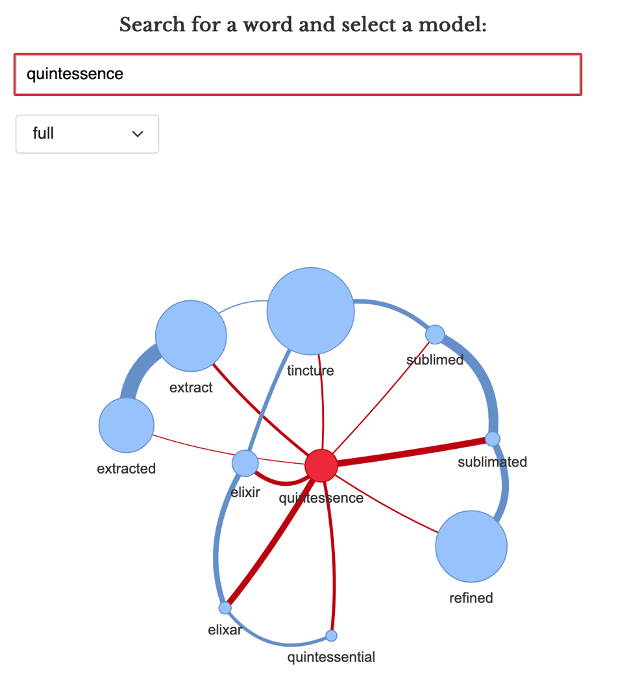 Search for a word and select a model:
quintessence
full
sublimed
tincture
extract
sublimated
extracted
elixir
quintessence
refined
elixar
quintessential